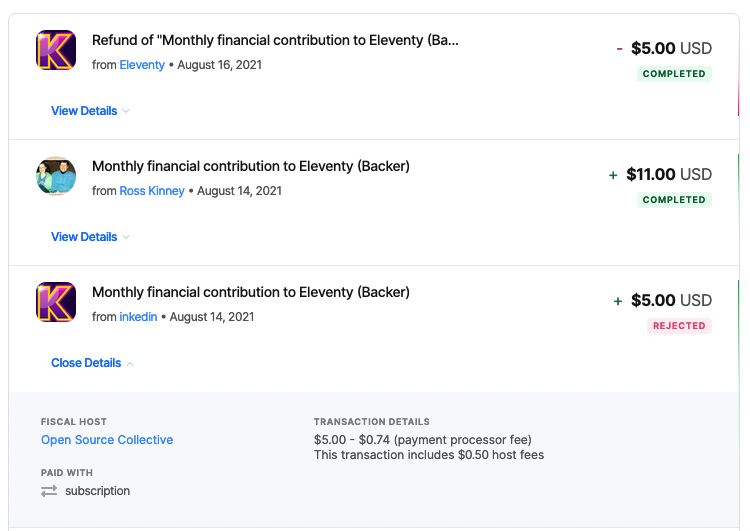 Refund of "Monthly financial contribution to Eleventy (Ba...
- $5.00 USD
from Eleventy • August 16, 2021
COMPLETED
View Details
Monthly financial contribution to Eleventy (Backer)
+ $11.00 USD
from Ross Kinney • August 14, 2021
COMPLETED
View Details
K
Monthly financial contribution to Eleventy (Backer)
+ $5.00 USD
from inkedin • August 14, 2021
REJECTED
Close Details
FISCAL HOST
Open Source Collective
PAID WITH
subscription
TRANSACTION DETAILS
$5.00 - $0.74 (payment processor fee)
This transaction includes $0.50 host fees